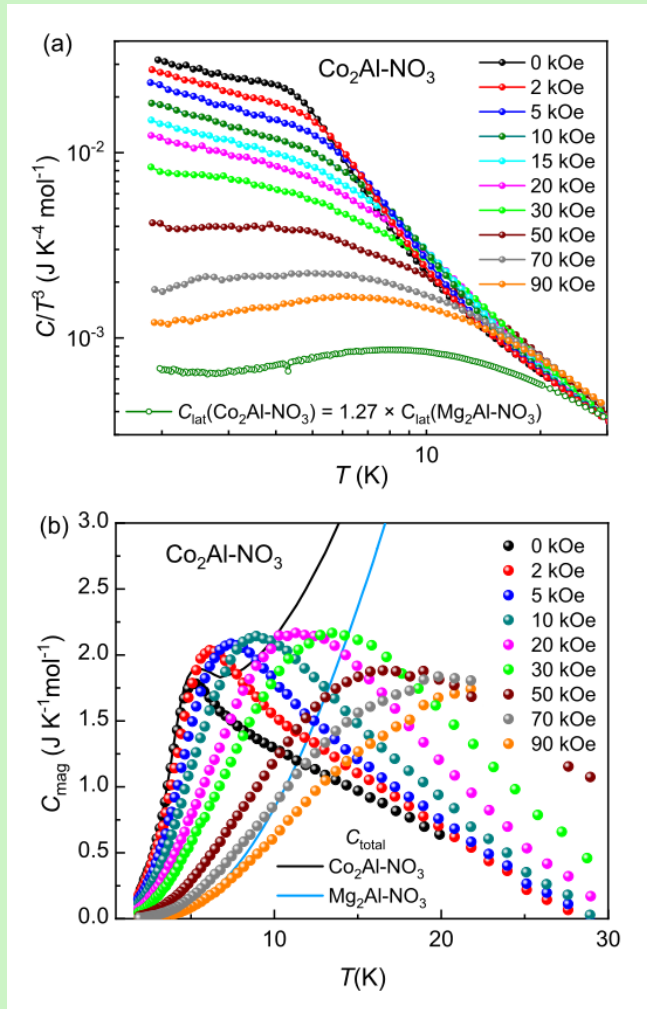 (a)
Co₂Al-NO₃
0 kOe
2 kOe
5 kOe
10 kOe
15 kOe
20 kOe
30 kOe
50 kOe
70 kOe
90 kOe
10⁻²
10⁻³
C/T³ (J K⁻⁴ mol⁻¹)
C_lat(Co₂Al-NO₃) = 1.27 × C_lat(Mg₂Al-NO₃)
10
T (K)
(b)
Co₂Al-NO₃
0 kOe
2 kOe
5 kOe
10 kOe
20 kOe
30 kOe
50 kOe
70 kOe
90 kOe
3.0
2.5
2.0
1.5
1.0
0.5
0.0
C_mag (J K⁻¹mol⁻¹)
C_total
Co₂Al-NO₃
Mg₂Al-NO₃
10 20 30
T(K)